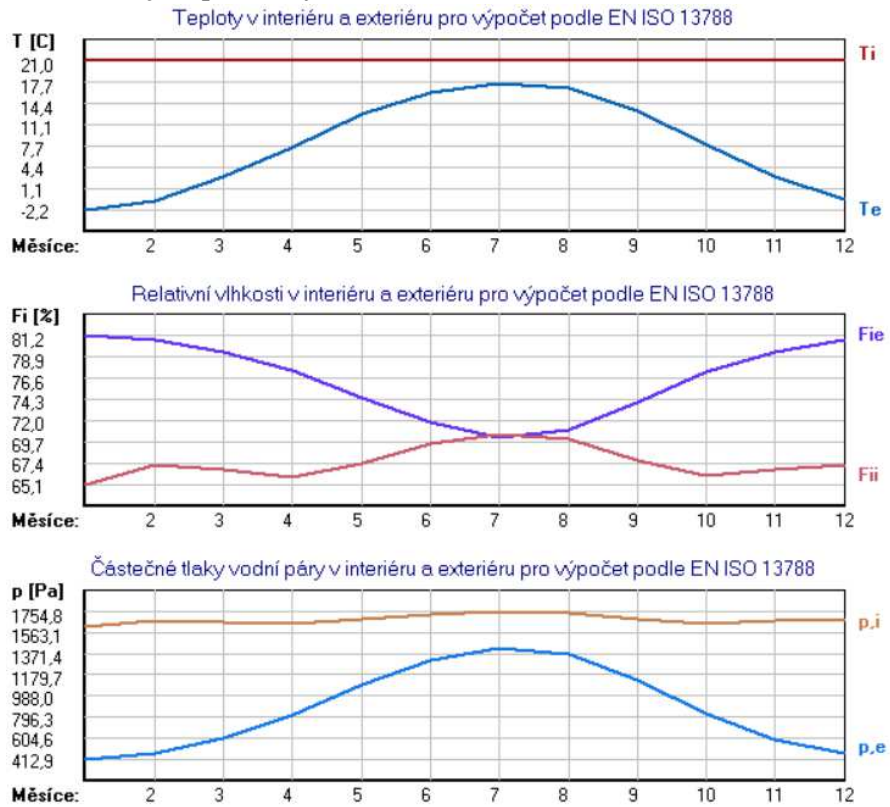 Teploty v interiéru a exteriéru pro výpočet podle EN ISO 13788
T [C]
21,0
17,7
14,4
11,1
7,7
4,4
1,1
-2,2
Ti
Te
Měsíce: 2 3 4 5 6 7 8 9 10 11 12
Relativní vlhkosti v interiéru a exteriéru pro výpočet podle EN ISO 13788
Fi [%]
81,2
78,9
76,6
74,3
72,0
69,7
67,4
65,1
Fie
Fii
Měsíce: 2 3 4 5 6 7 8 9 10 11 12
Částečné tlaky vodní páry v interiéru a exteriéru pro výpočet podle EN ISO 13788
p [Pa]
1754,8
1563,1
1371,4
1179,7
988,0
796,3
604,6
412,9
p,i
p,e
Měsíce: 2 3 4 5 6 7 8 9 10 11 12